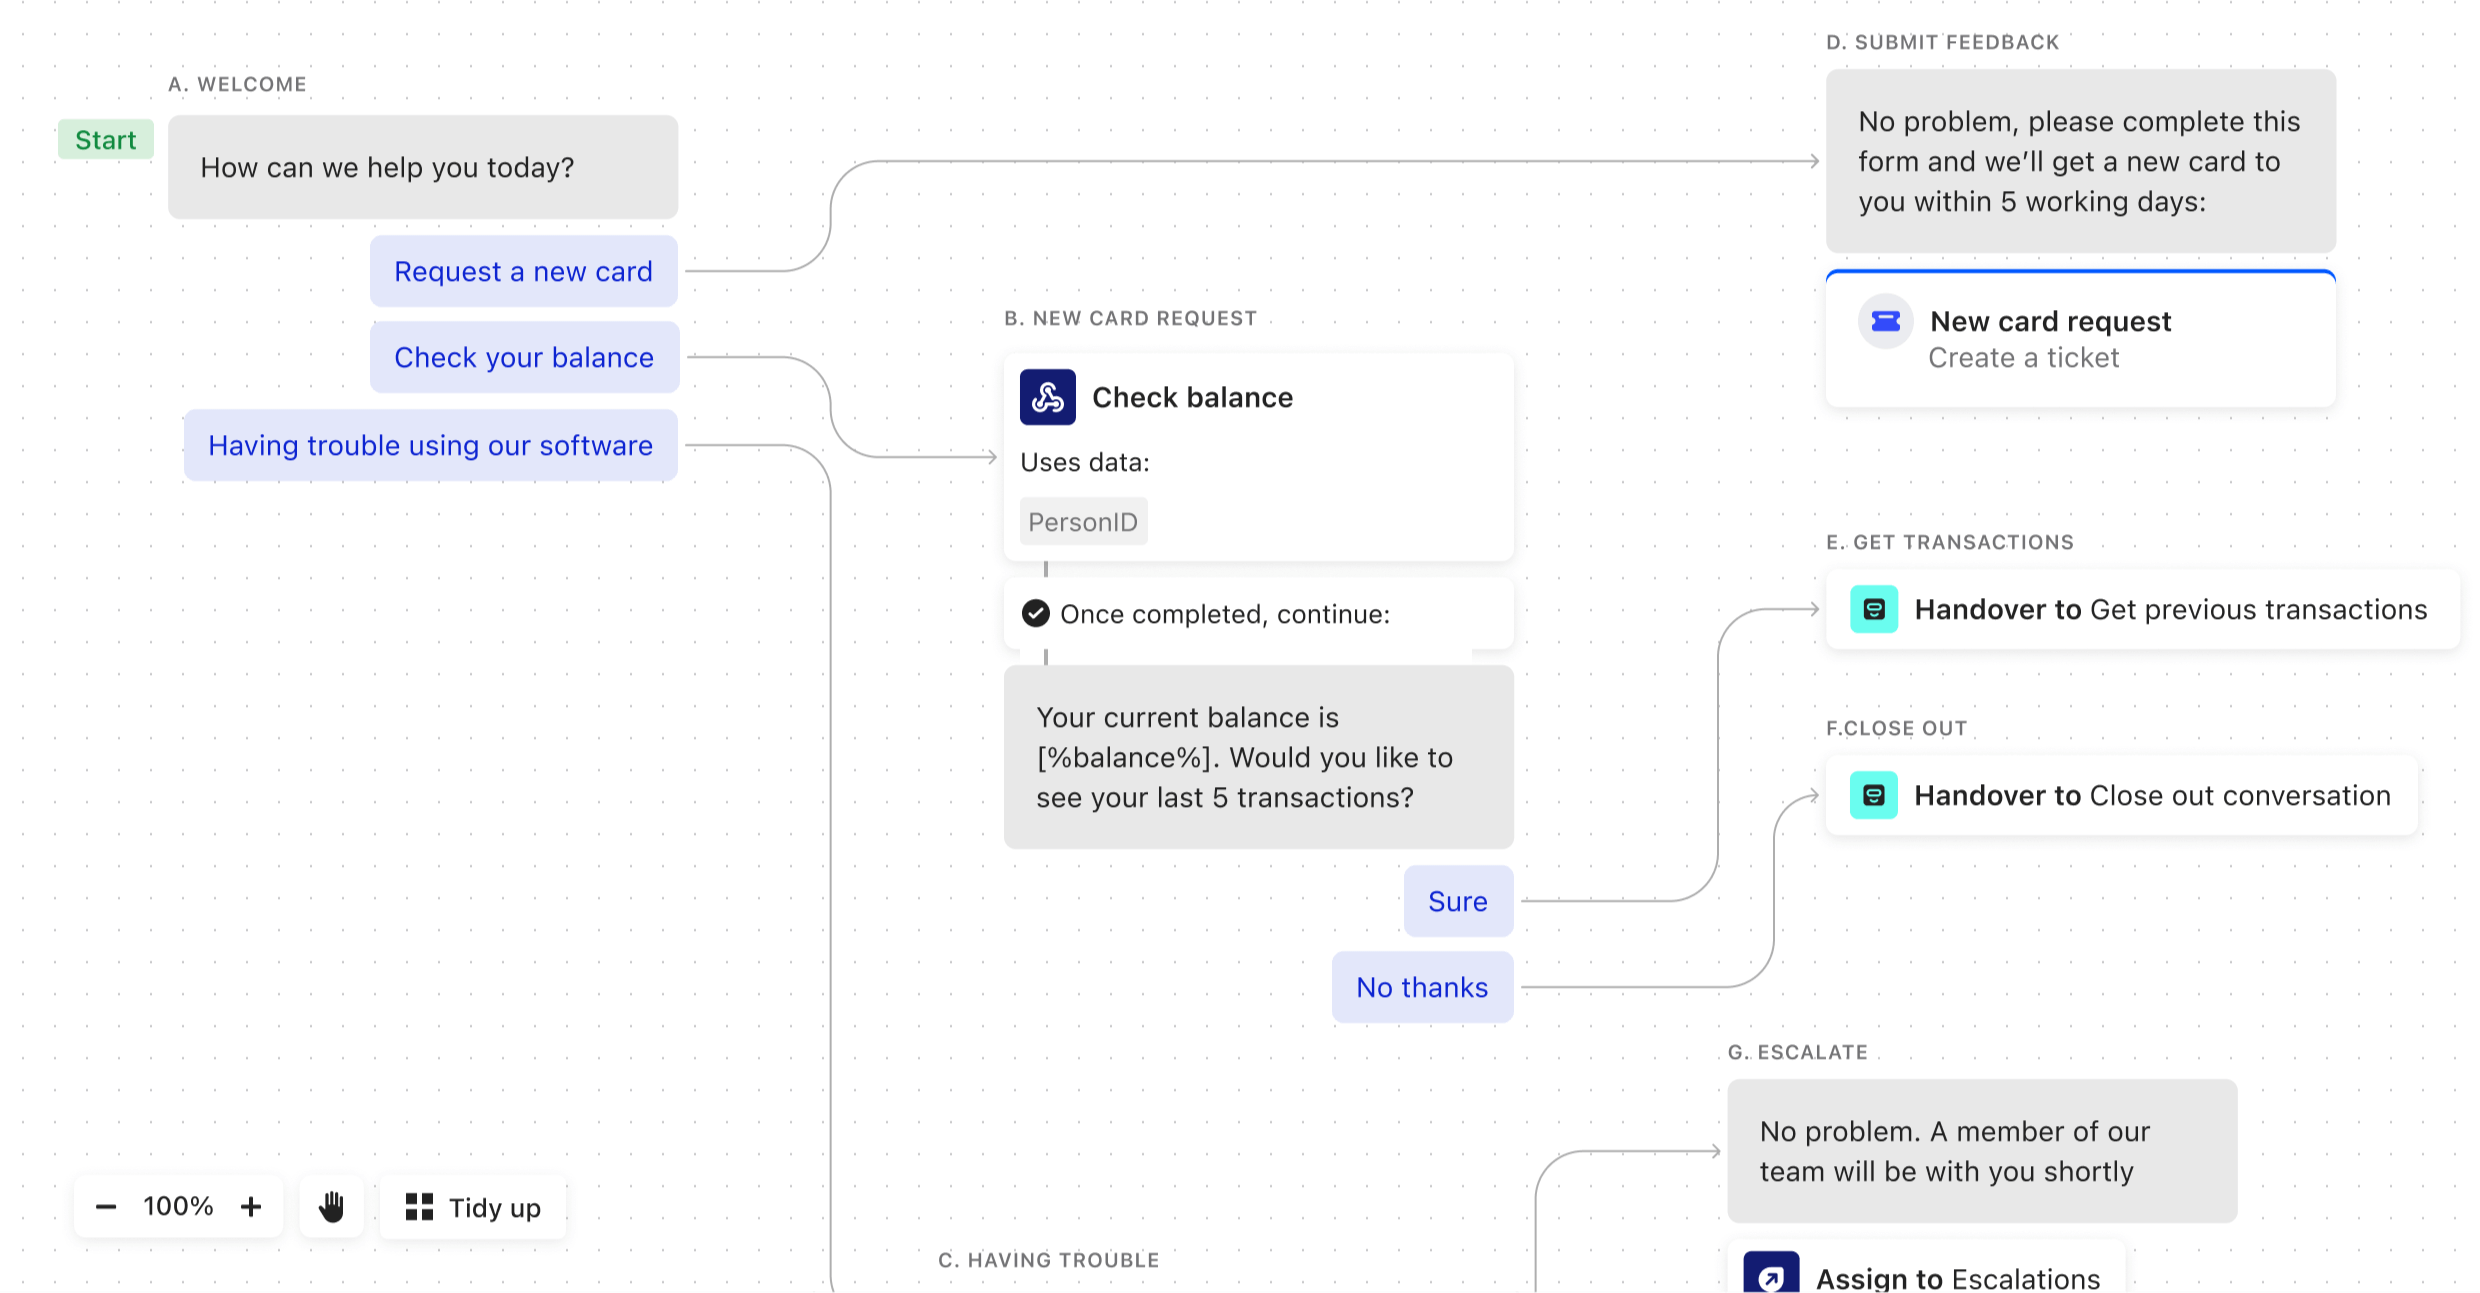 A. WELCOME
Start
How can we help you today?
Request a new card
Check your balance
Having trouble using our software
B. NEW CARD REQUEST
Check balance
Uses data:
PersonID
Once completed, continue:
Your current balance is
[%balance%]. Would you like to
see your last 5 transactions?
Sure
No thanks
C. HAVING TROUBLE
D. SUBMIT FEEDBACK
No problem, please complete this
form and we’ll get a new card to
you within 5 working days:
New card request
Create a ticket
E. GET TRANSACTIONS
Handover to Get previous transactions
F.CLOSE OUT
Handover to Close out conversation
G. ESCALATE
No problem. A member of our
team will be with you shortly
Assign to Escalations
100%
Tidy up